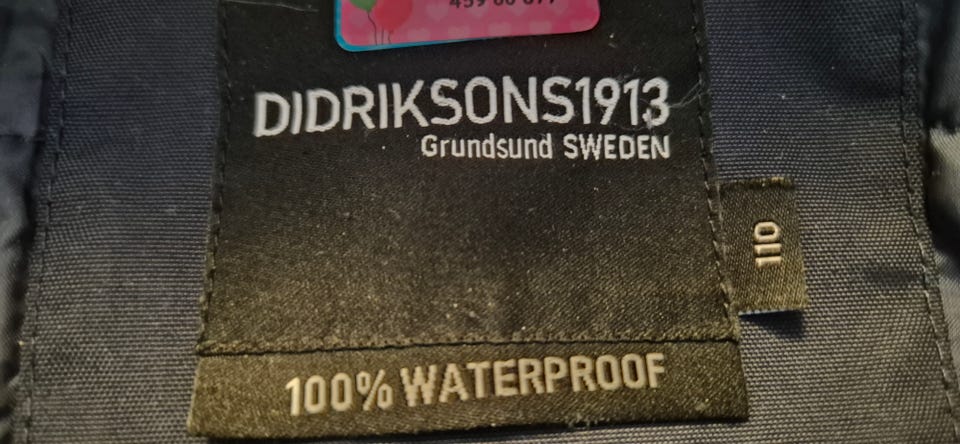 DIDRIKSONS1913
Grundsund SWEDEN
110
100% WATERPROOF